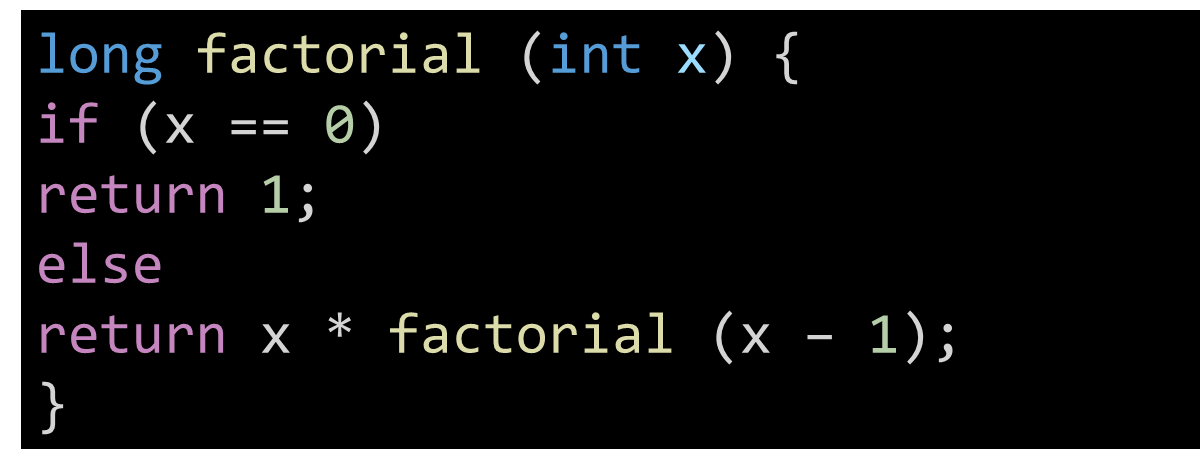 long factorial (int x) {
if (x == 0)
return 1;
else
return x * factorial (x – 1);
}